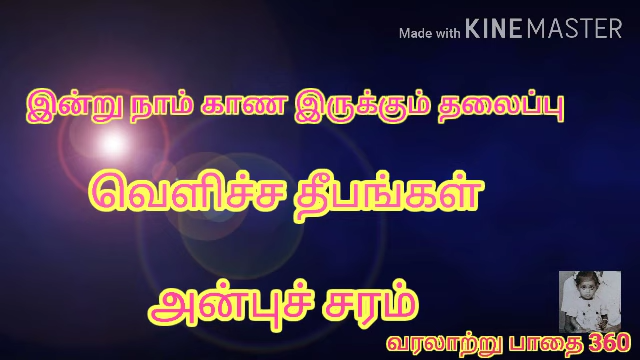 Made with KINEMASTER
இன்று நாம் காண இருக்கும் தலைப்பு
வெளிச்ச தீபங்கள்
அன்புச் சரம்
வரலாற்று பாதை 360